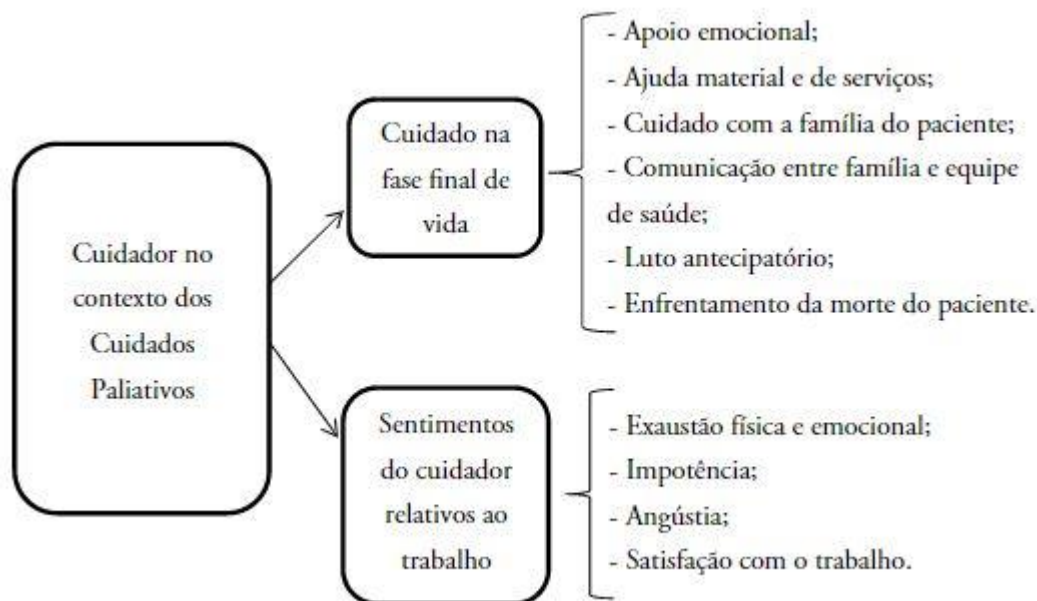 Cuidador no
contexto dos
Cuidados
Paliativos
Cuidado na
fase final de
vida
- Apoio emocional;
- Ajuda material e de serviços;
- Cuidado com a família do paciente;
- Comunicação entre família e equipe
de saúde;
- Luto antecipatório;
- Enfrentamento da morte do paciente.
Sentimentos
do cuidador
relativos ao
trabalho
- Exaustão física e emocional;
- Impotência;
- Angústia;
- Satisfação com o trabalho.